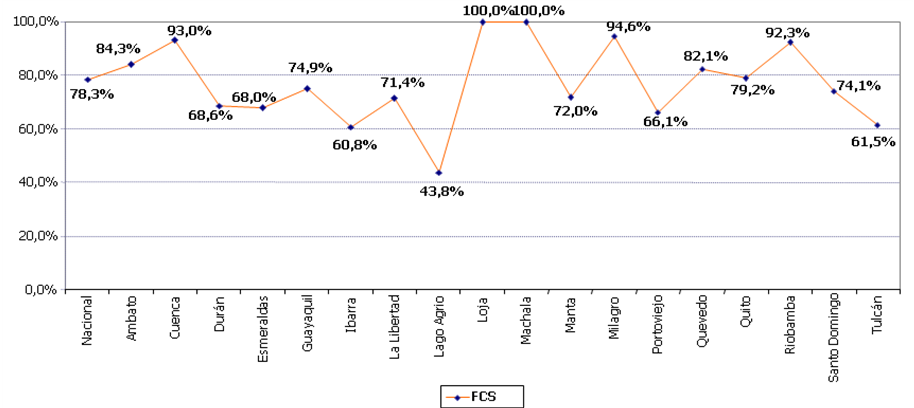 100,0%
80,0%
60,0%
40,0%
20,0%
0,0%
78,3%
84,3%
93,0%
68,6%
68,0%
74,9%
60,8%
71,4%
43,8%
100,0%
100,0%
72,0%
94,6%
66,1%
82,1%
79,2%
92,3%
74,1%
61,5%
Nacional
Ambato
Cuenca
Durán
Esmeraldas
Guayaquil
Ibarra
La Libertad
Lago Agrio
Loja
Machala
Manta
Milagro
Portoviejo
Quevedo
Quito
Riobamba
Santo Domingo
Tulcán
FCS